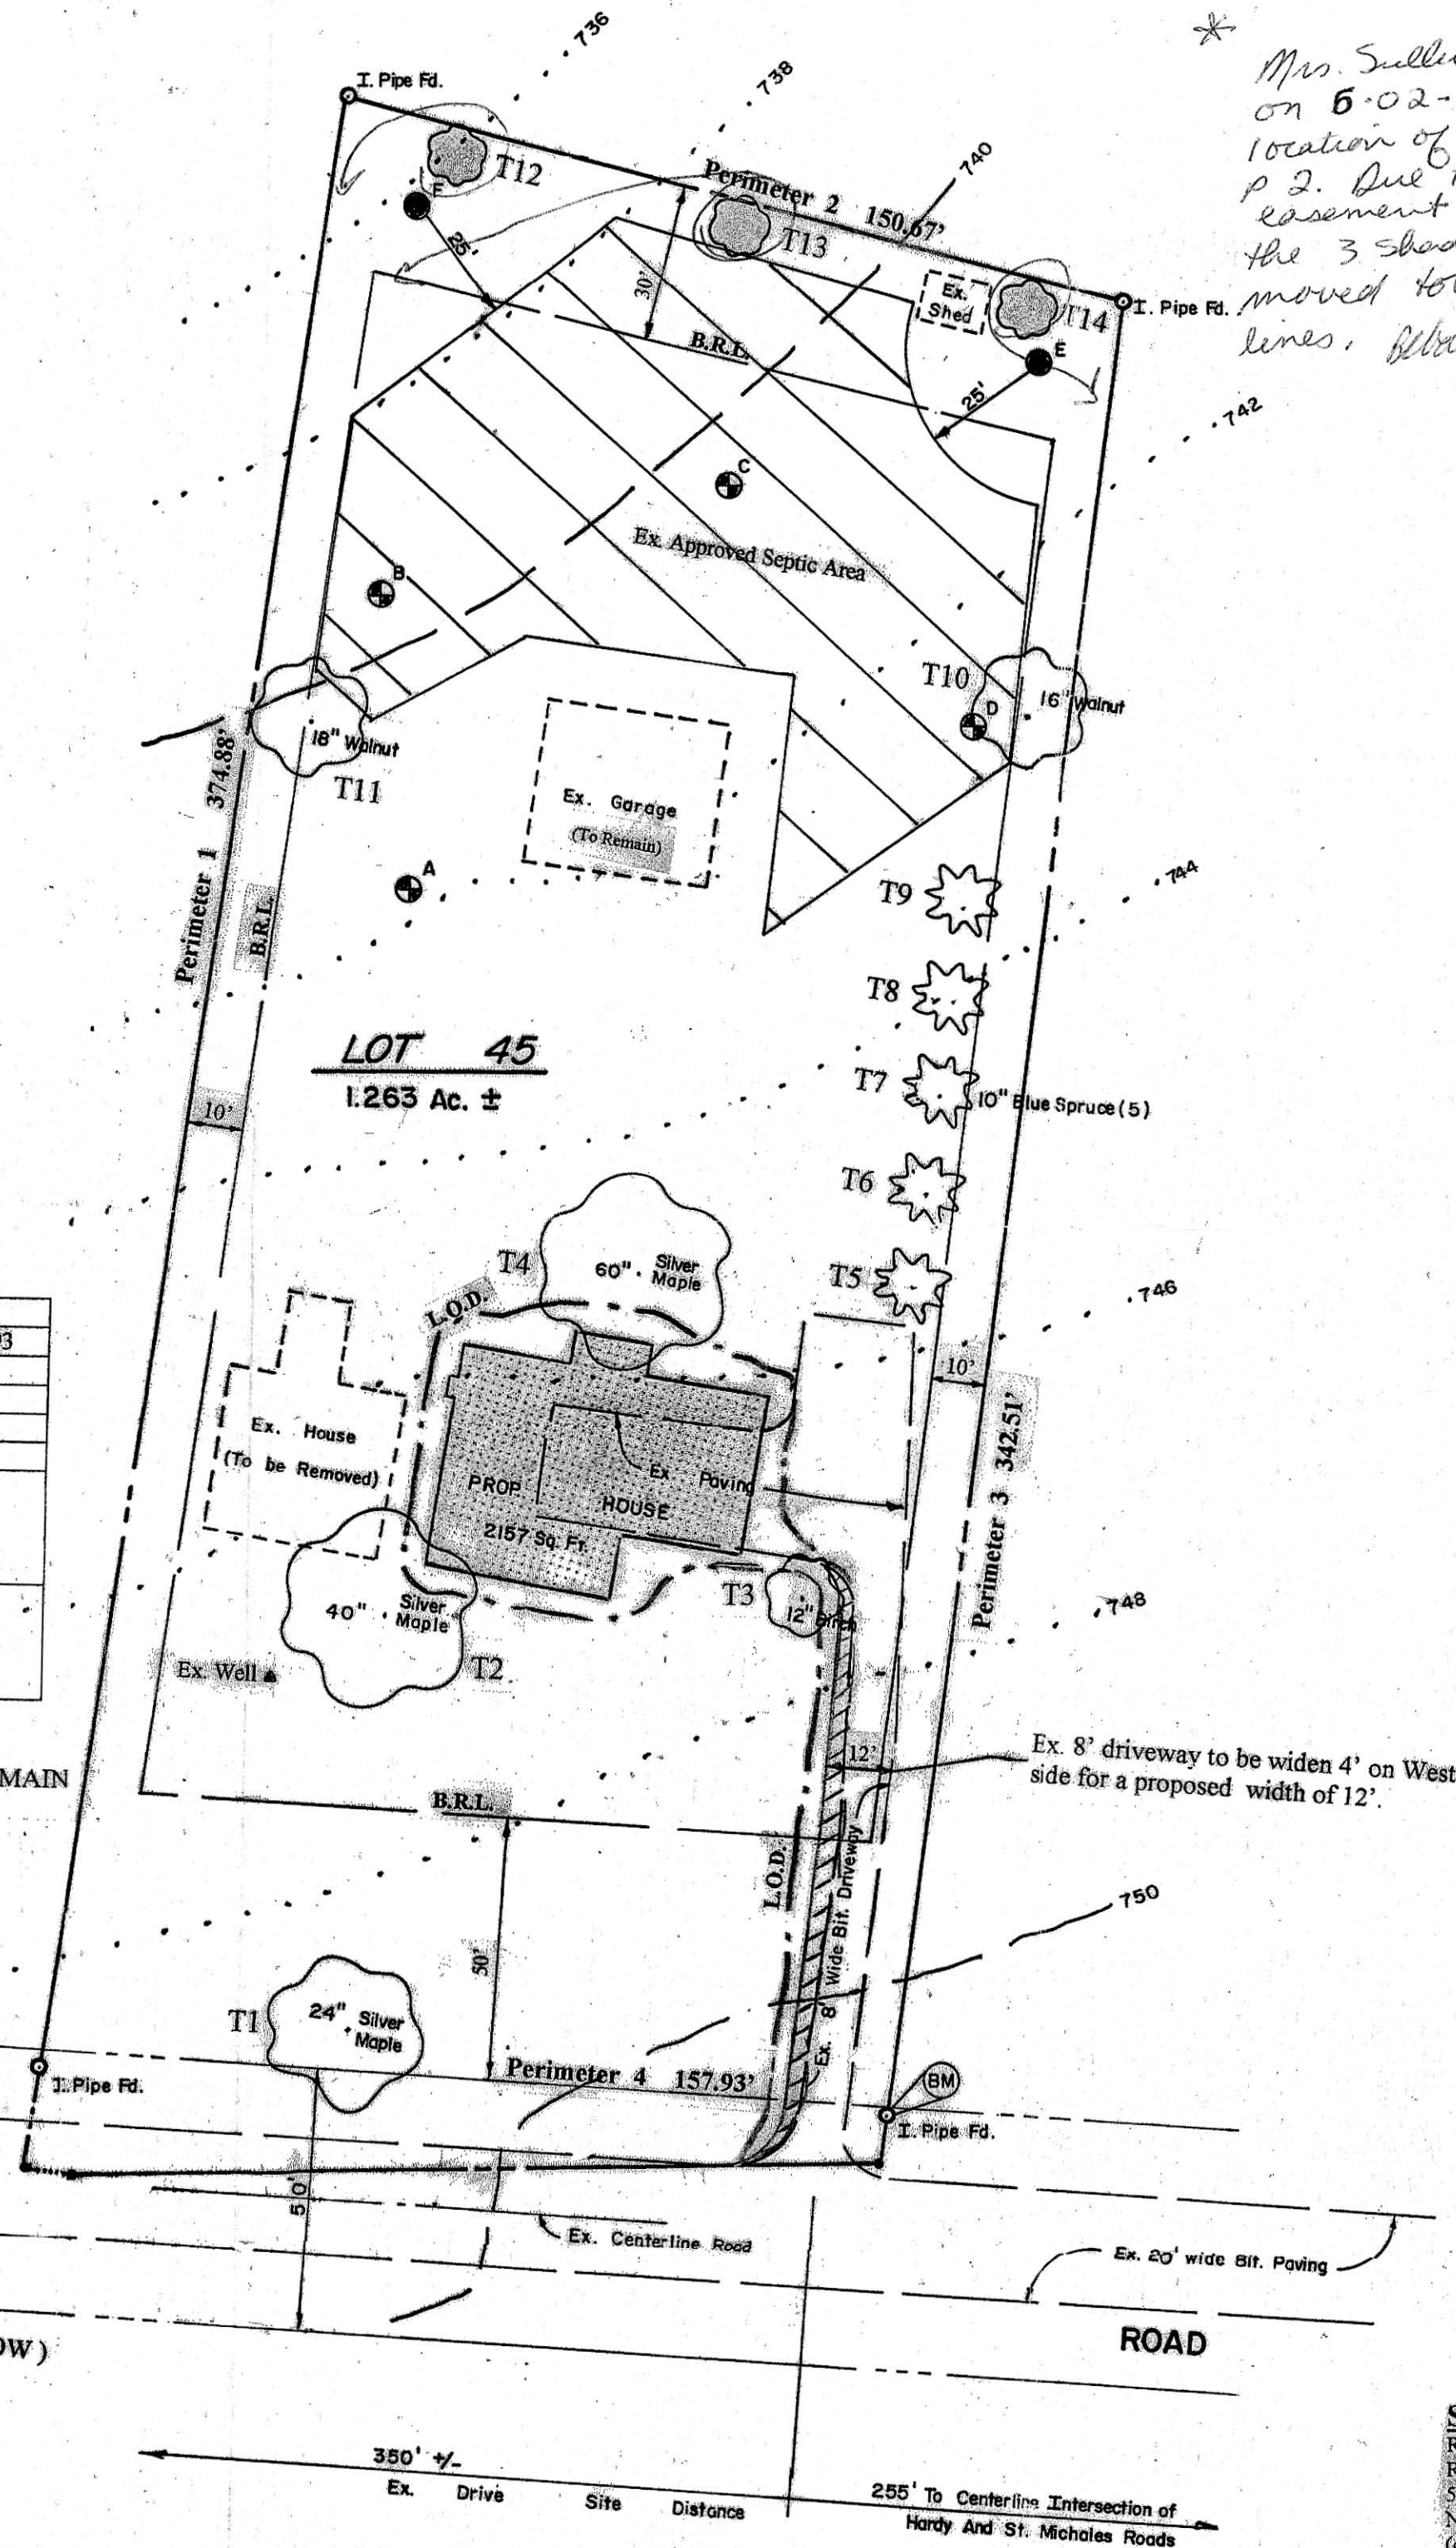 736
I. Pipe Fd.
738
Mrs.
on 5-02-
location of
p 2. Due
easement
the 3
moved
lines.
T12
F
25'
Perimeter 2 150.67'
740
T13
30'
Ex.
Shed
T14
I. Pipe Fd.
B.R.L.
E
25'
742
C
Ex. Approved Septic Area
B
T10
D
16" Walnut
18" Walnut
T11
Perimeter 1 374.88'
Ex. Garage
(To Remain)
A
B.R.L.
T9
744
T8
LOT 45
1.263 Ac. ±
T7
10" Blue Spruce (5)
10'
T6
T4
60" Silver
Maple
T5
746
L.O.D.
93
10'
Ex. House
(To be Removed)
Ex. Paving
PROP HOUSE
2157 Sq. Ft.
Perimeter 3 342.51'
T3
12" Birch
748
40" Silver
Maple
T2
Ex. Well
12'
Ex. 8' driveway to be widen 4' on West
side for a proposed width of 12'.
MAIN
B.R.L.
L.O.D.
Ex. 8' Wide Bit. Driveway
750
50'
T1
24" Silver
Maple
Perimeter 4 157.93'
BM
I. Pipe Fd.
I. Pipe Fd.
50'
Ex. Centerline Road
Ex. 20' wide Bit. Paving
ROAD
OW)
350' +/-
Ex. Drive Site Distance
255' To Centerline Intersection of
Hardy And St. Michales Roads